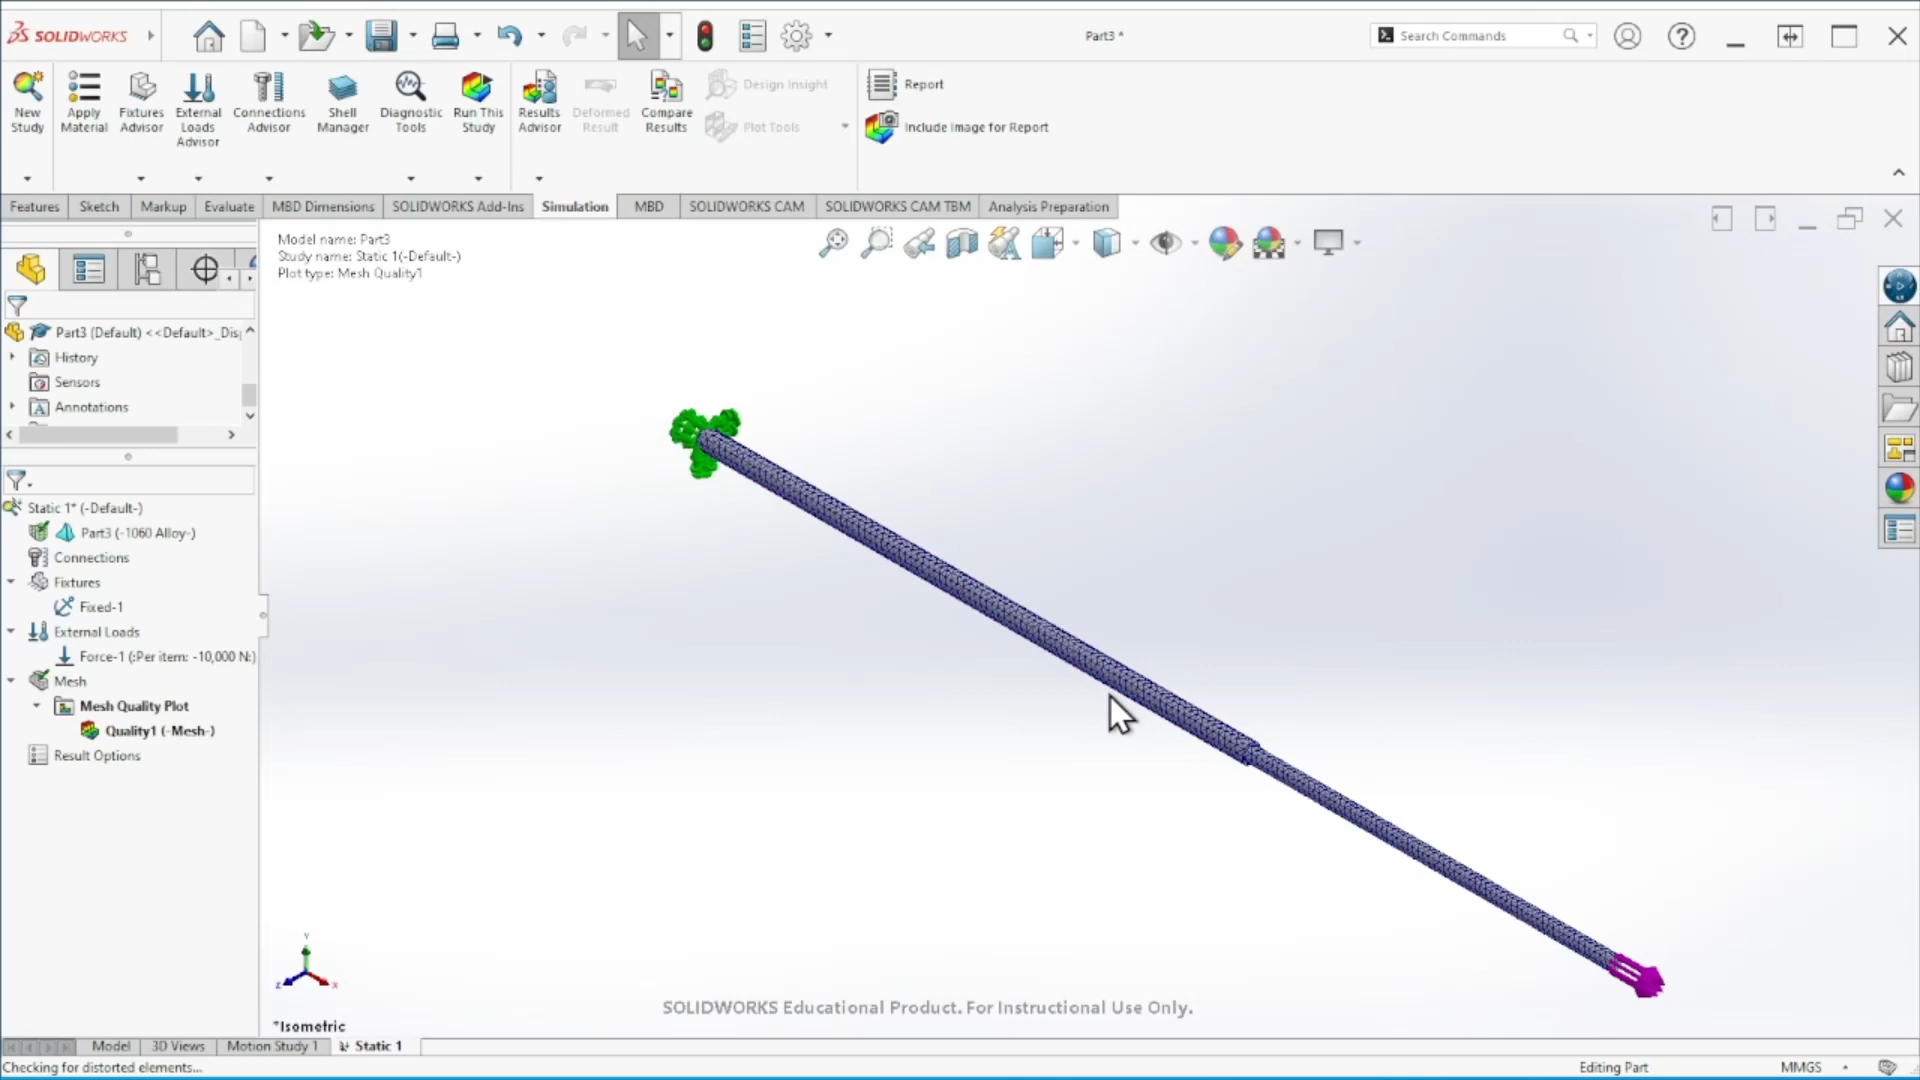 SOLIDWORKS
Part3 *
Search Commands
New Study
Apply Material
Fixtures Advisor
External Loads Advisor
Connections Advisor
Shell Manager
Diagnostic Tools
Run This Study
Results Advisor
Deformed Result
Compare Results
Design Insight
Plot Tools
Report
Include Image for Report
Features
Sketch
Markup
Evaluate
MBD Dimensions
SOLIDWORKS Add-Ins
Simulation
MBD
SOLIDWORKS CAM
SOLIDWORKS CAM TBM
Analysis Preparation
Model name: Part3
Study name: Static 1(-Default-)
Plot type: Mesh Quality1
Part3 (Default) <<Default>_Dis
History
Sensors
Annotations
Static 1* (-Default-)
Part3 (-1060 Alloy-)
Connections
Fixtures
Fixed-1
External Loads
Force-1 (:Per item: -10,000 N:)
Mesh
Mesh Quality Plot
Quality1 (-Mesh-)
Result Options
Y
Z
X
*Isometric
SOLIDWORKS Educational Product. For Instructional Use Only.
Model
3D Views
Motion Study 1
Static 1
Checking for distorted elements...
Editing Part
MMGS